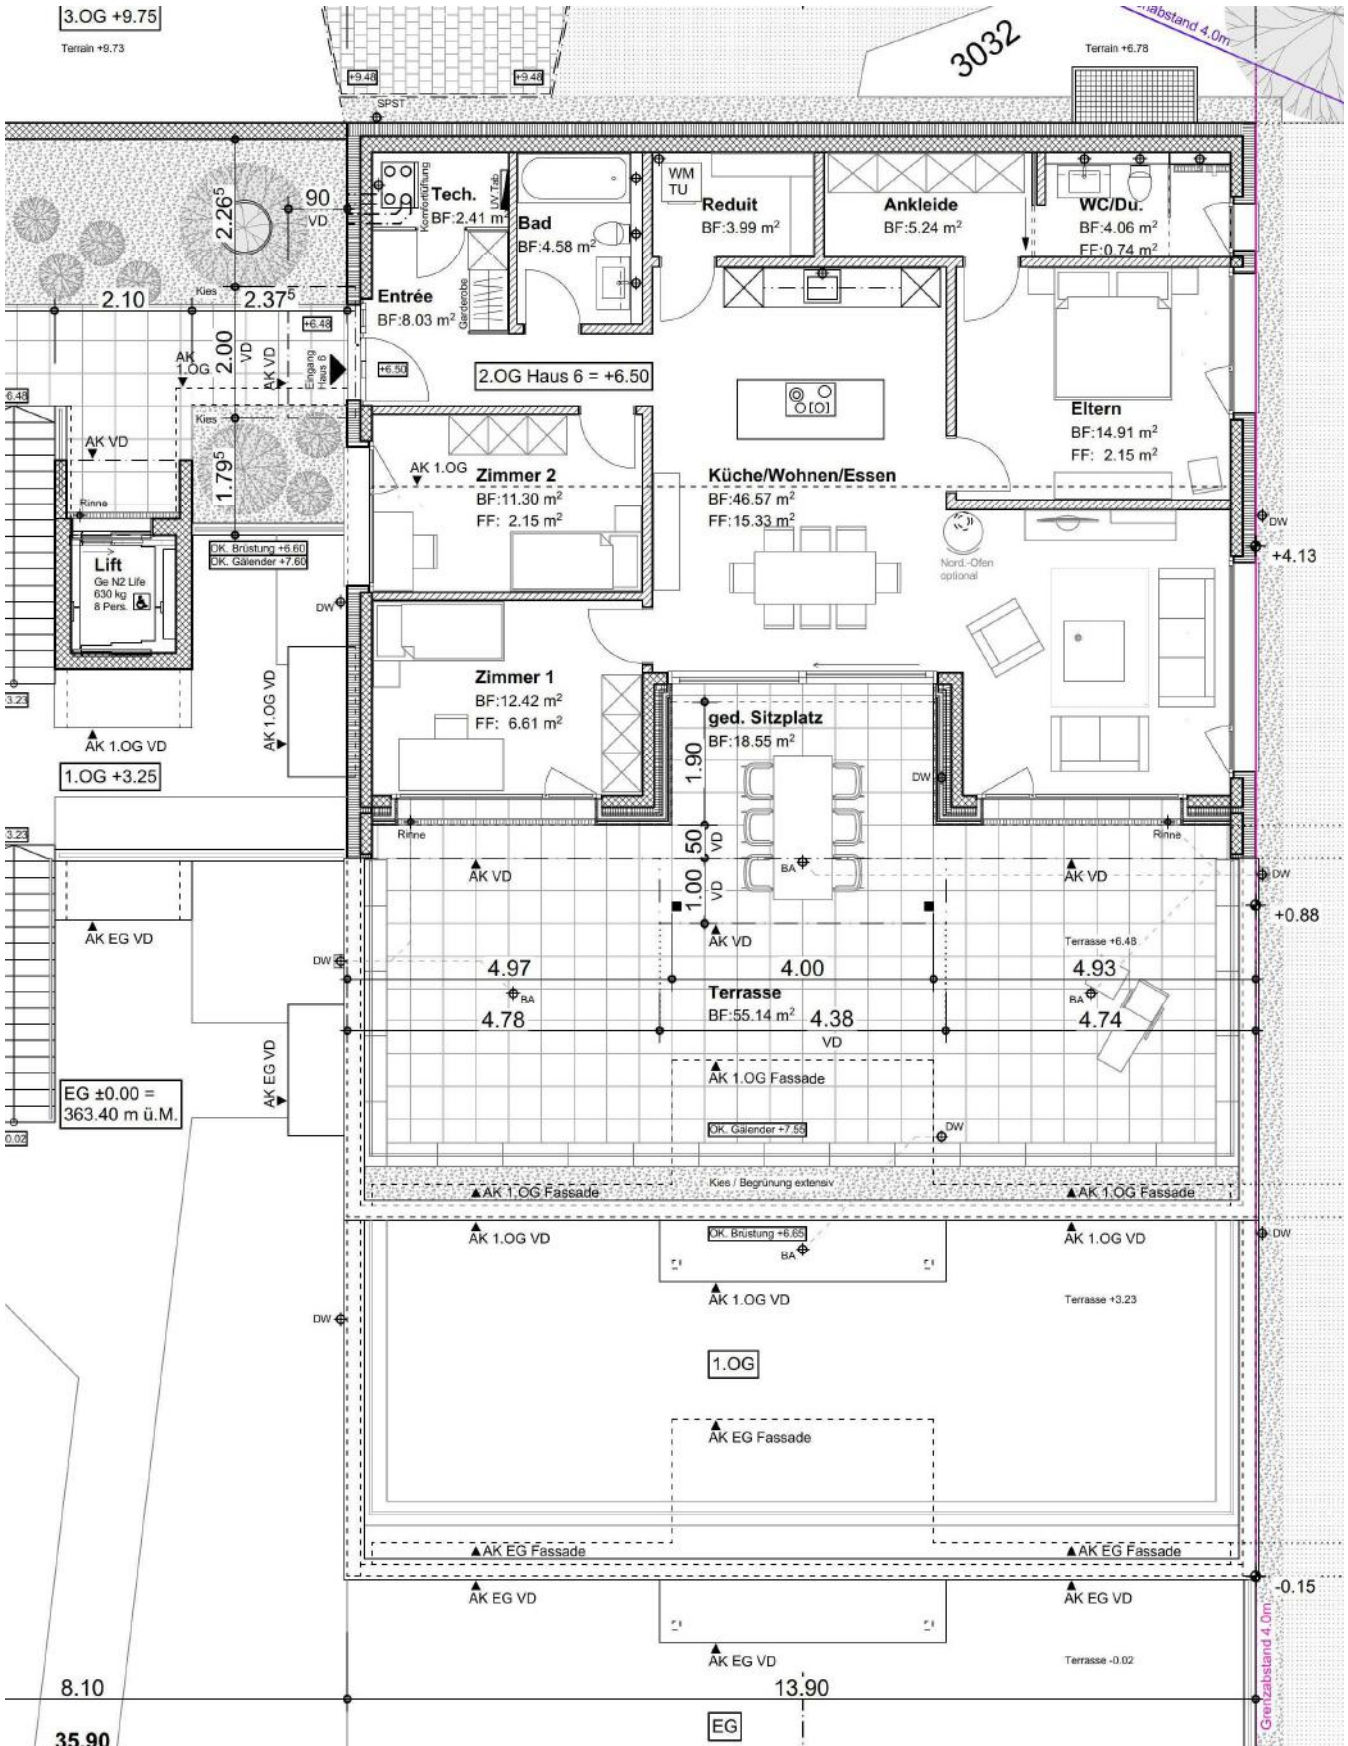 3.OG +9.75
Terrain +9.73
+9.48
+9.48
3032
Terrain +6.78
SPST
2.26⁵
90
VD
Komfortlüftung
Tech.
BF:2.41 m²
UV Tab
Bad
BF:4.58 m²
WM
TU
Reduit
BF:3.99 m²
Ankleide
BF:5.24 m²
WC/Du.
BF:4.06 m²
FF:0.74 m²
Kies
2.10
2.37⁵
Entrée
BF:8.03 m²
Garderobe
+6.48
2.00
VD
AK
1.OG
AK VD
Eingang
Haus 6
+6.50
2.OG Haus 6 = +6.50
6.48
Kies
AK VD
1.79⁵
Rinne
AK 1.OG
Zimmer 2
BF:11.30 m²
FF: 2.15 m²
Küche/Wohnen/Essen
BF:46.57 m²
FF:15.33 m²
Eltern
BF:14.91 m²
FF: 2.15 m²
DW
+4.13
OK. Brüstung +6.60
OK. Geländer +7.60
Nord.-Ofen
optional
Lift
Ge N2 Life
630 kg
8 Pers.
DW
Zimmer 1
BF:12.42 m²
FF: 6.61 m²
3.23
AK 1.OG VD
AK 1.OG VD
1.OG +3.25
ged. Sitzplatz
BF:18.55 m²
1.90
DW
3.23
Rinne
Rinne
50
VD
AK VD
BA
AK VD
DW
1.00
VD
+0.88
AK EG VD
AK VD
Terrasse +6.48
DW
4.97
4.00
4.93
BA
Terrasse
BF:55.14 m²
BA
4.78
4.38
VD
4.74
AK EG VD
AK 1.OG Fassade
EG ±0.00 =
363.40 m ü.M.
0.02
OK. Geländer +7.55
DW
Kies / Begrünung extensiv
AK 1.OG Fassade
AK 1.OG Fassade
AK 1.OG VD
OK. Brüstung +6.65
AK 1.OG VD
DW
BA
AK 1.OG VD
Terrasse +3.23
DW
1.OG
AK EG Fassade
AK EG Fassade
AK EG Fassade
AK EG VD
AK EG VD
-0.15
AK EG VD
Terrasse -0.02
Grenzabstand 4.0m
8.10
13.90
EG
35.90